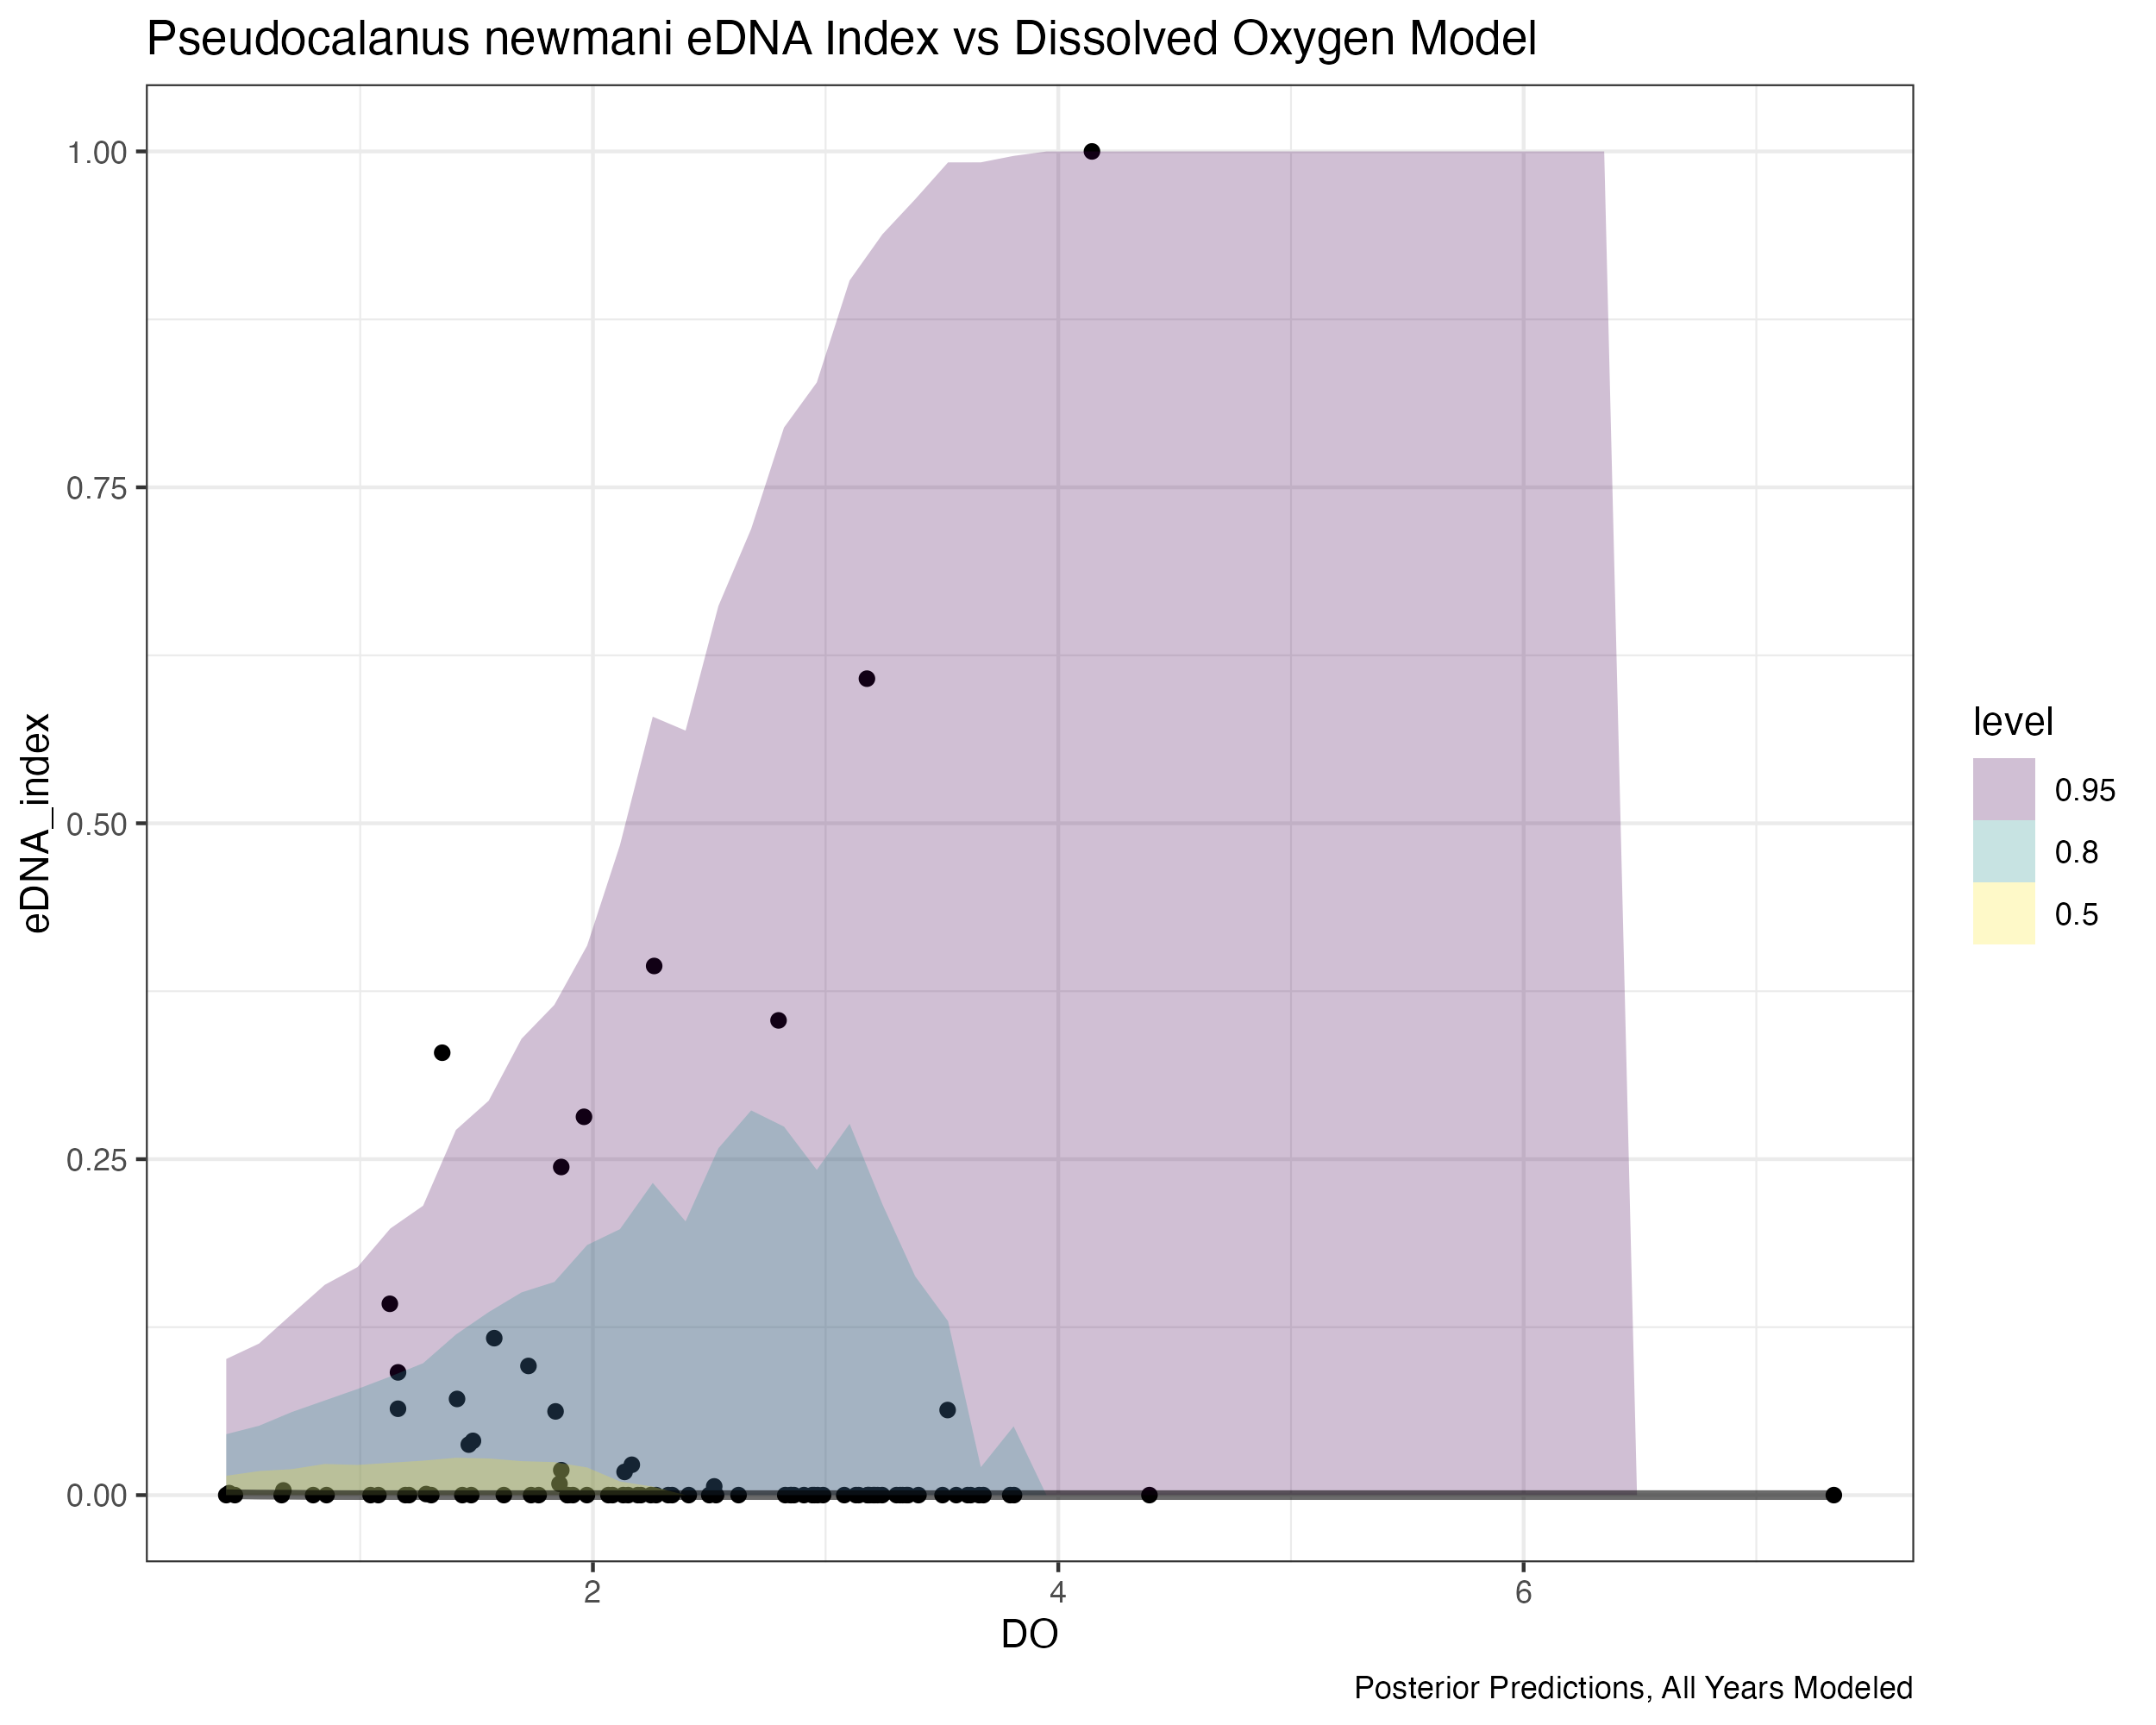 Pseudocalanus newmani eDNA Index vs Dissolved Oxygen Model
1.00
0.75
0.50
0.25
0.00
eDNA_index
2
4
6
DO
level
0.95
0.8
0.5
Posterior Predictions, All Years Modeled